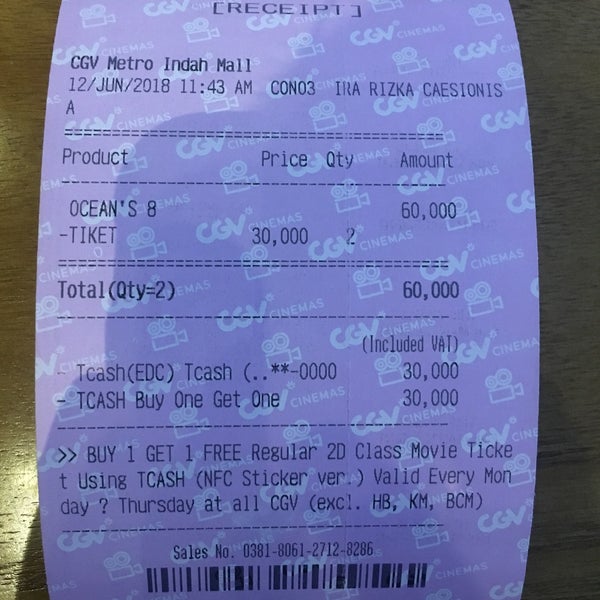 [RECEIPT]
CGV Metro Indah Mall
12/JUN/2018 11:43 AM CON03 IRA RIZKA CAESIONIS
A
Product Price Qty Amount
OCEAN'S 8 60,000
-TIKET 30,000 2
Total(Qty=2) 60,000
(Included VAT)
- Tcash(EDC) Tcash (..**-0000 30,000
- TCASH Buy One Get One 30,000
>> BUY 1 GET 1 FREE Regular 2D Class Movie Ticke
t Using TCASH (NFC Sticker ver.) Valid Every Mon
day ? Thursday at all CGV (excl. HB, KM, BCM)
Sales No. 0381-8061-2712-8286